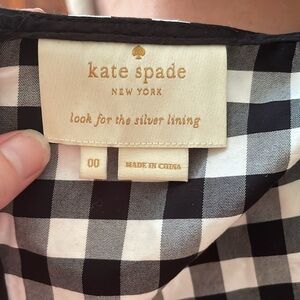 kate spade
NEW YORK
look for the silver lining
00
MADE IN CHINA